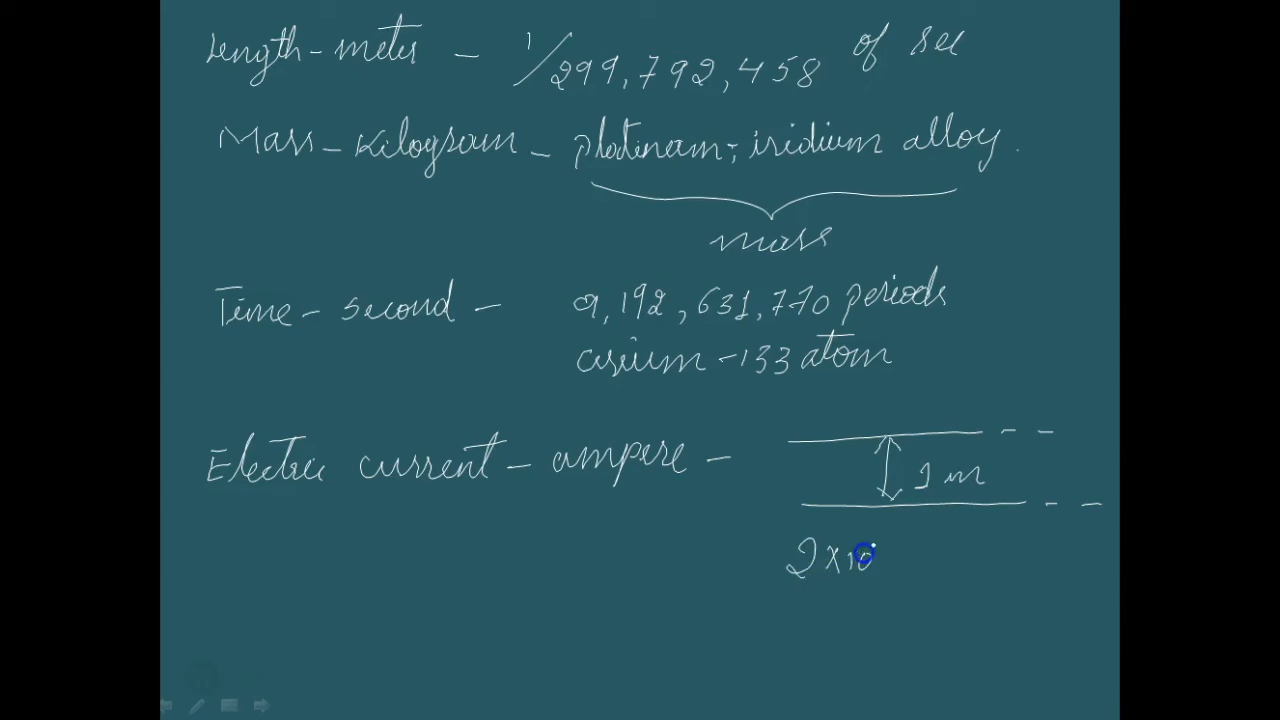 Length - meter - 1/299,792,458 of sec
Mass - Kilogram - platinam - iridium alloy.
mass
Time - second - 9,192,631,770 periods
cesium - 133 atom
Electric current - ampere -
1 m
2 x 10